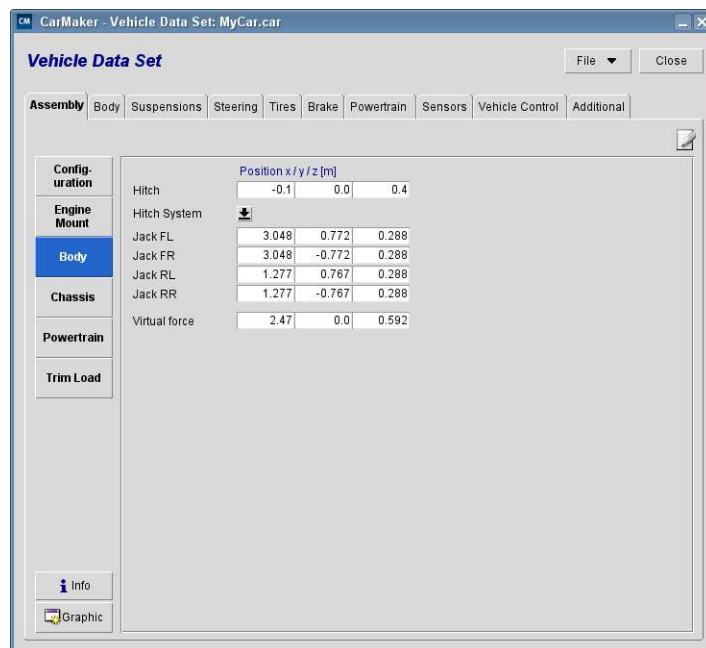 CM CarMaker - Vehicle Data Set: MyCar.car
Vehicle Data Set
File Close
Assembly Body Suspensions Steering Tires Brake Powertrain Sensors Vehicle Control Additional
Config-
uration
Engine
Mount
Body
Chassis
Powertrain
Trim Load
Position x / y / z [m]
Hitch -0.1 0.0 0.4
Hitch System
Jack FL 3.048 0.772 0.288
Jack FR 3.048 -0.772 0.288
Jack RL 1.277 0.767 0.288
Jack RR 1.277 -0.767 0.288
Virtual force 2.47 0.0 0.592
i Info
Graphic